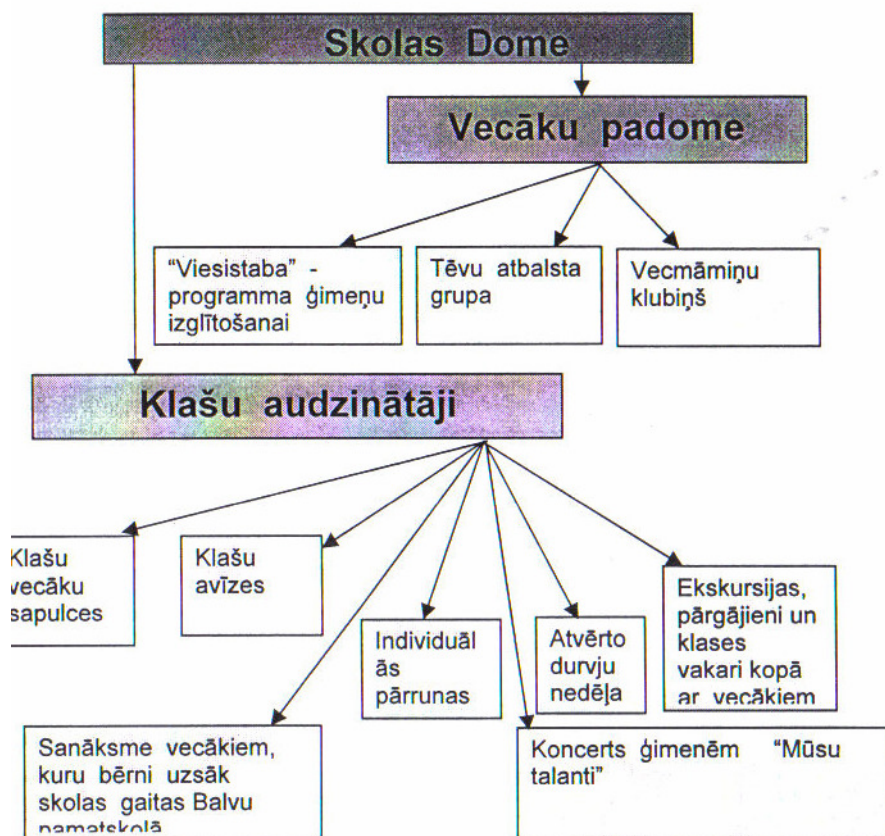 Skolas Dome
Vecāku padome
“Viesistaba” -
programma ģimeņu
izglītošanai
Tēvu atbalsta
grupa
Vecmāmiņu
klubiņš
Klašu audzinātāji
Klašu
vecāku
sapulces
Klašu
avīzes
Individuāl
ās
pārrunas
Atvērto
durvju
nedēļa
Ekskursijas,
pārgājieni un
klases
vakari kopā
ar vecākiem
Sanāksme vecākiem,
kuru bērni uzsāk
skolas gaitas Balvu
pamatskolā
Koncerts ģimenēm “Mūsu
talanti”